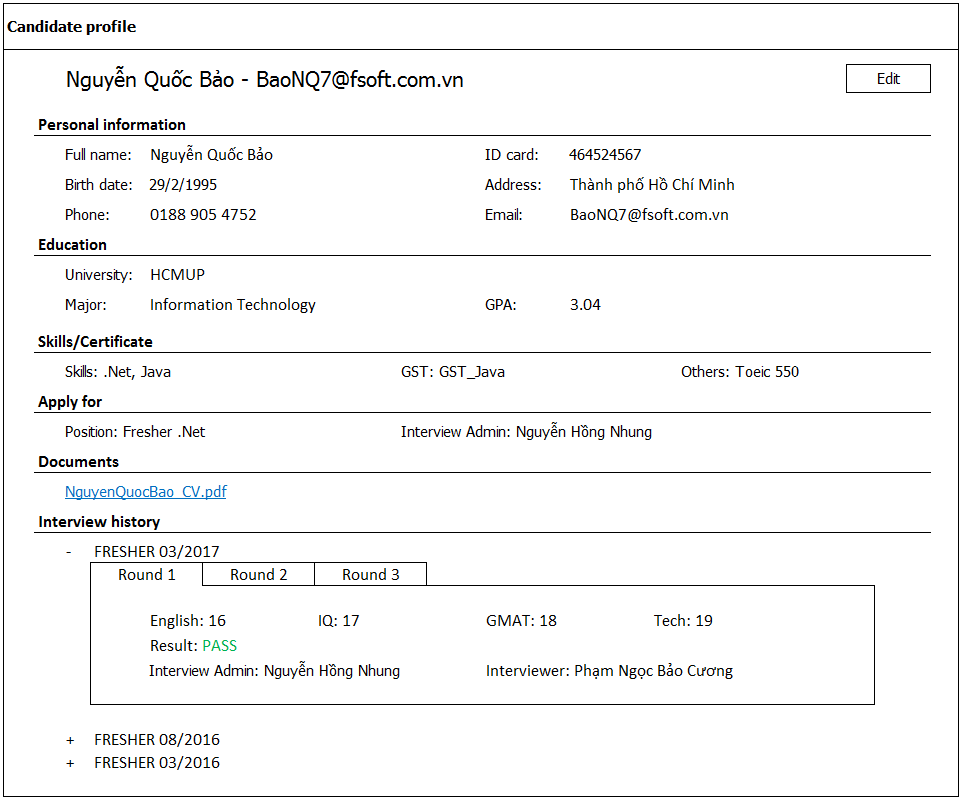 Candidate profile
Nguyễn Quốc Bảo - BaoNQ7@fsoft.com.vn
Edit
Personal information
Full name: Nguyễn Quốc Bảo ID card: 464524567
Birth date: 29/2/1995 Address: Thành phố Hồ Chí Minh
Phone: 0188 905 4752 Email: BaoNQ7@fsoft.com.vn
Education
University: HCMUP
Major: Information Technology GPA: 3.04
Skills/Certificate
Skills: .Net, Java GST: GST_Java Others: Toeic 550
Apply for
Position: Fresher .Net Interview Admin: Nguyễn Hồng Nhung
Documents
NguyenQuocBao_CV.pdf
Interview history
- FRESHER 03/2017
Round 1 Round 2 Round 3
English: 16 IQ: 17 GMAT: 18 Tech: 19
Result: PASS
Interview Admin: Nguyễn Hồng Nhung Interviewer: Phạm Ngọc Bảo Cương
+ FRESHER 08/2016
+ FRESHER 03/2016